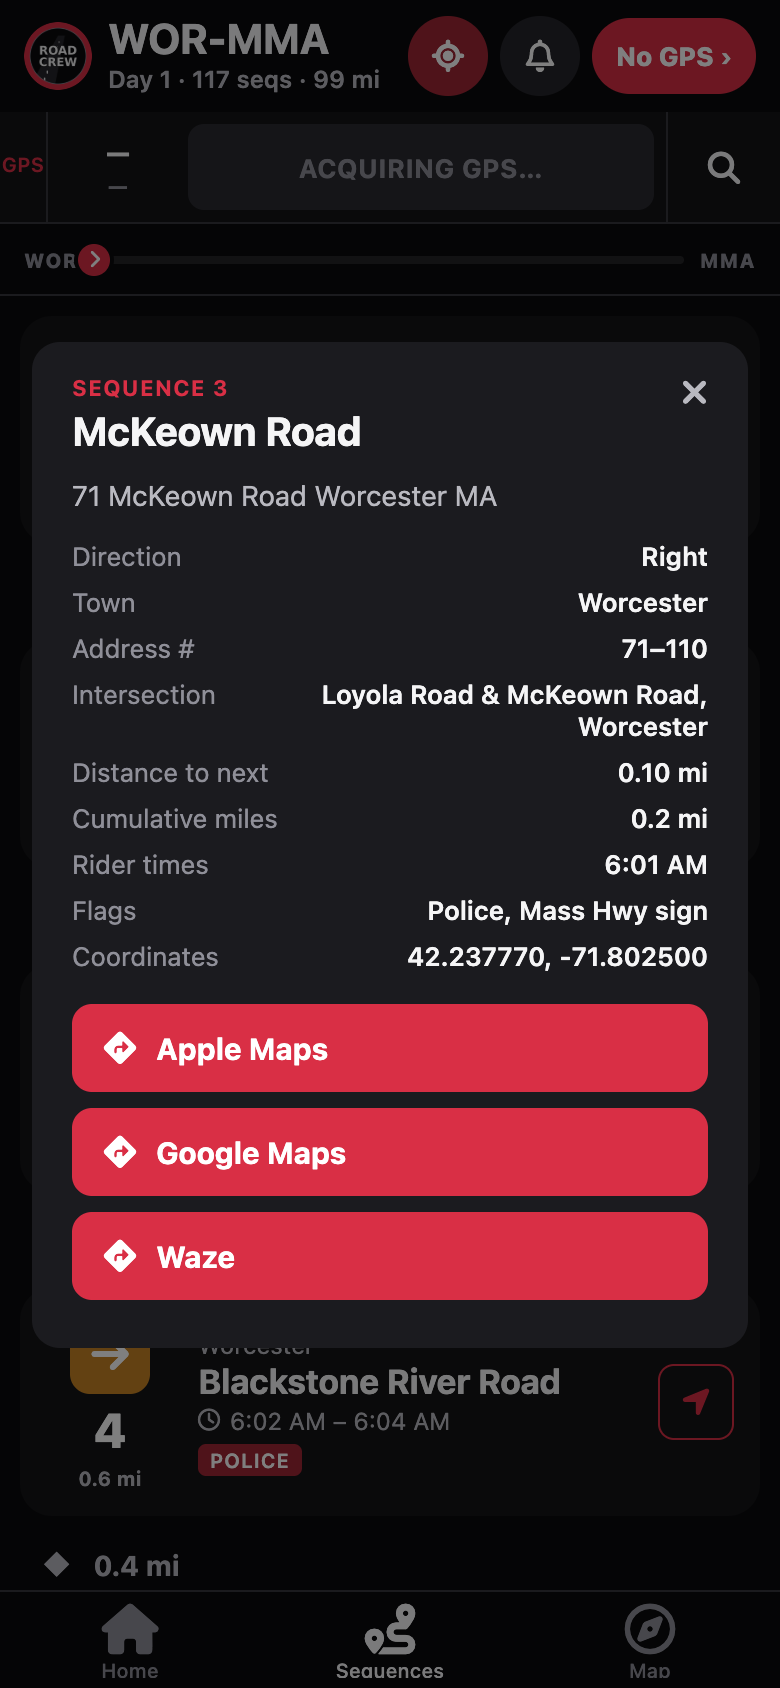 ROAD
CREW
WOR-MMA
Day 1 · 117 seqs · 99 mi
No GPS ›
GPS
ACQUIRING GPS...
WOR
MMA
SEQUENCE 3
McKeown Road
71 McKeown Road Worcester MA
Direction Right
Town Worcester
Address # 71–110
Intersection Loyola Road & McKeown Road,
Worcester
Distance to next 0.10 mi
Cumulative miles 0.2 mi
Rider times 6:01 AM
Flags Police, Mass Hwy sign
Coordinates 42.237770, -71.802500
Apple Maps
Google Maps
Waze
Worcester
Blackstone River Road
4
6:02 AM – 6:04 AM
POLICE
0.6 mi
0.4 mi
Home
Sequences
Map